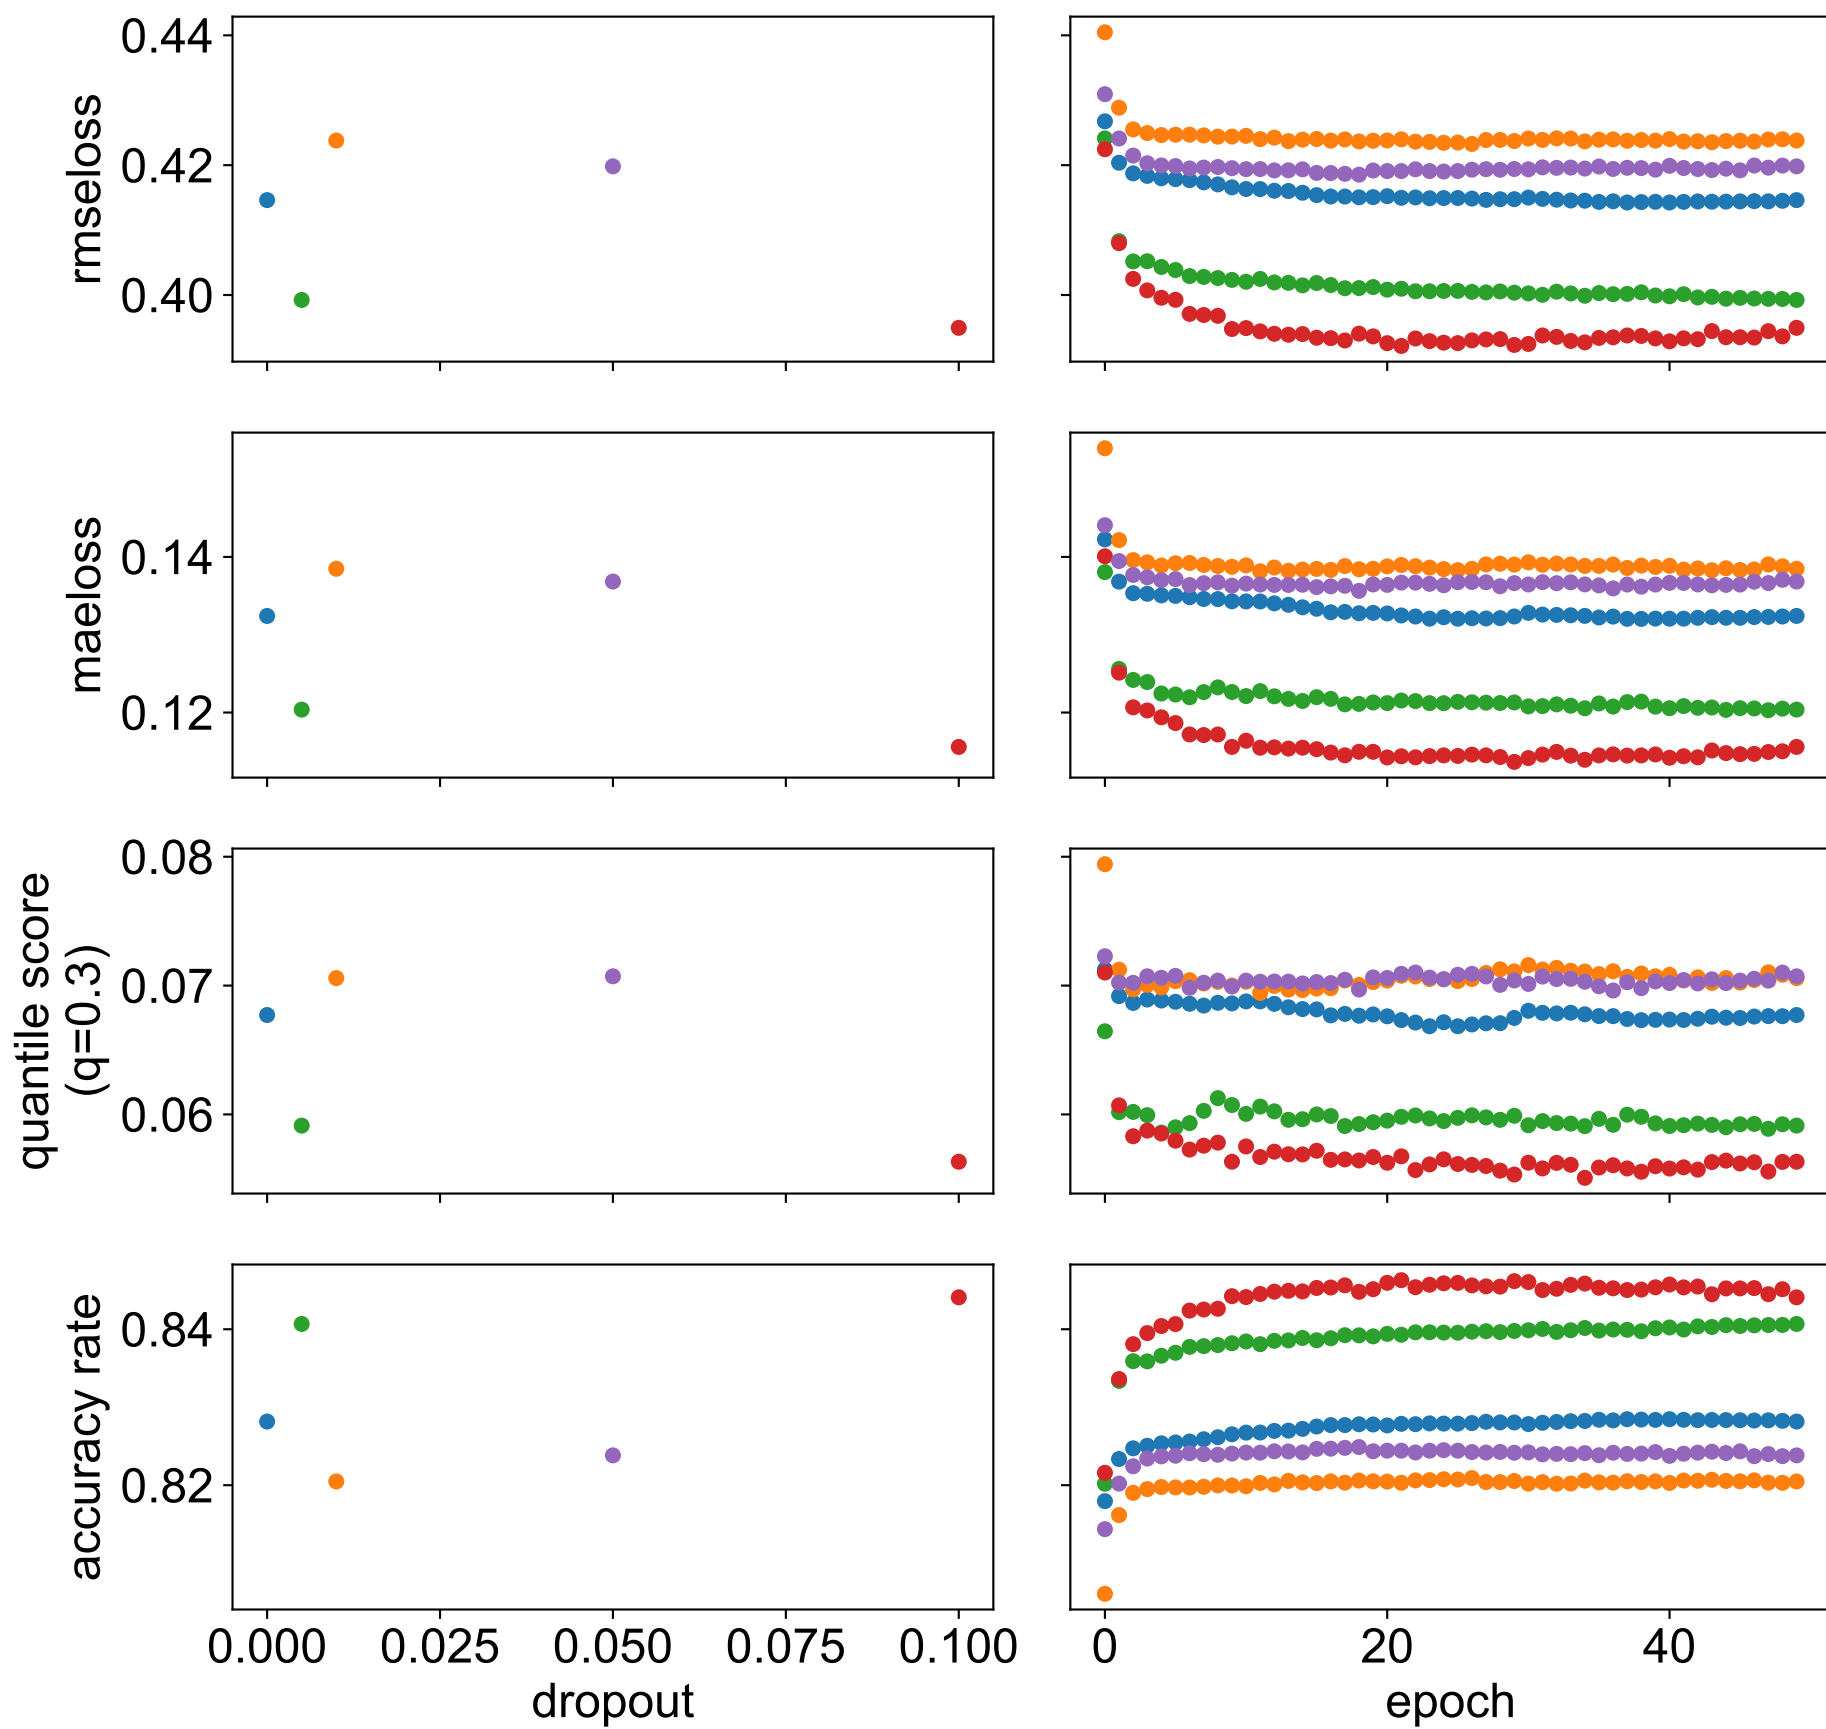 0.44
0.42
0.40
rmseloss
0.14
0.12
maeloss
0.08
0.07
0.06
quantile score
(q=0.3)
0.84
0.82
accuracy rate
0.000 0.025 0.050 0.075 0.100
dropout
0 20 40
epoch